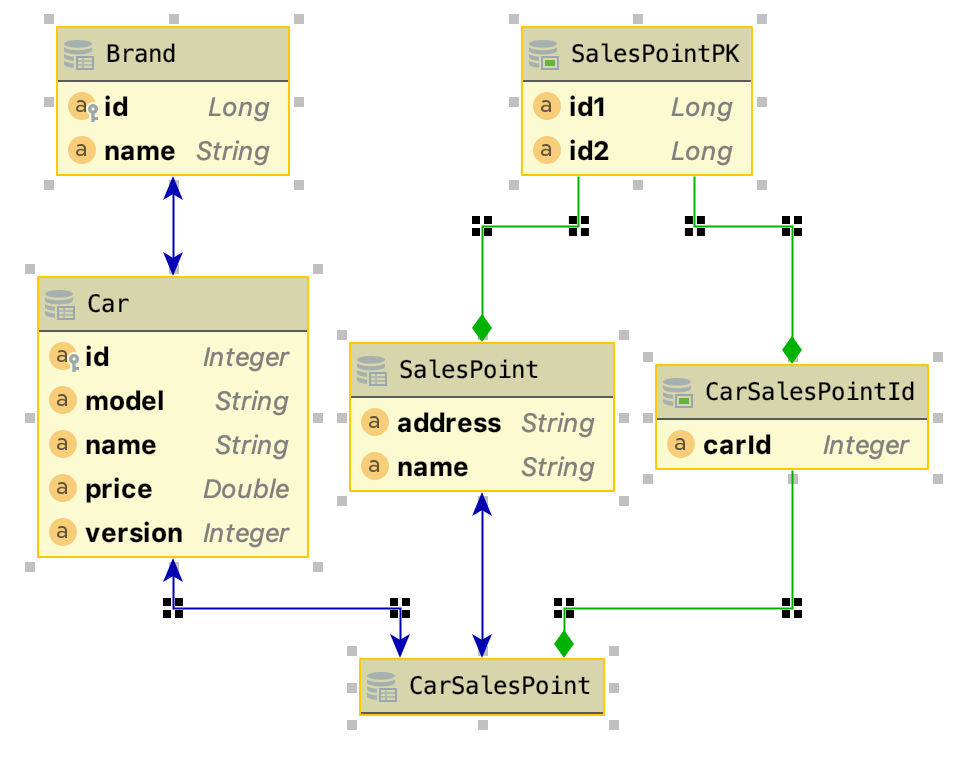 Brand
a id Long
a name String
SalesPointPK
a id1 Long
a id2 Long
Car
a id Integer
a model String
a name String
a price Double
a version Integer
SalesPoint
a address String
a name String
CarSalesPointId
a carId Integer
CarSalesPoint